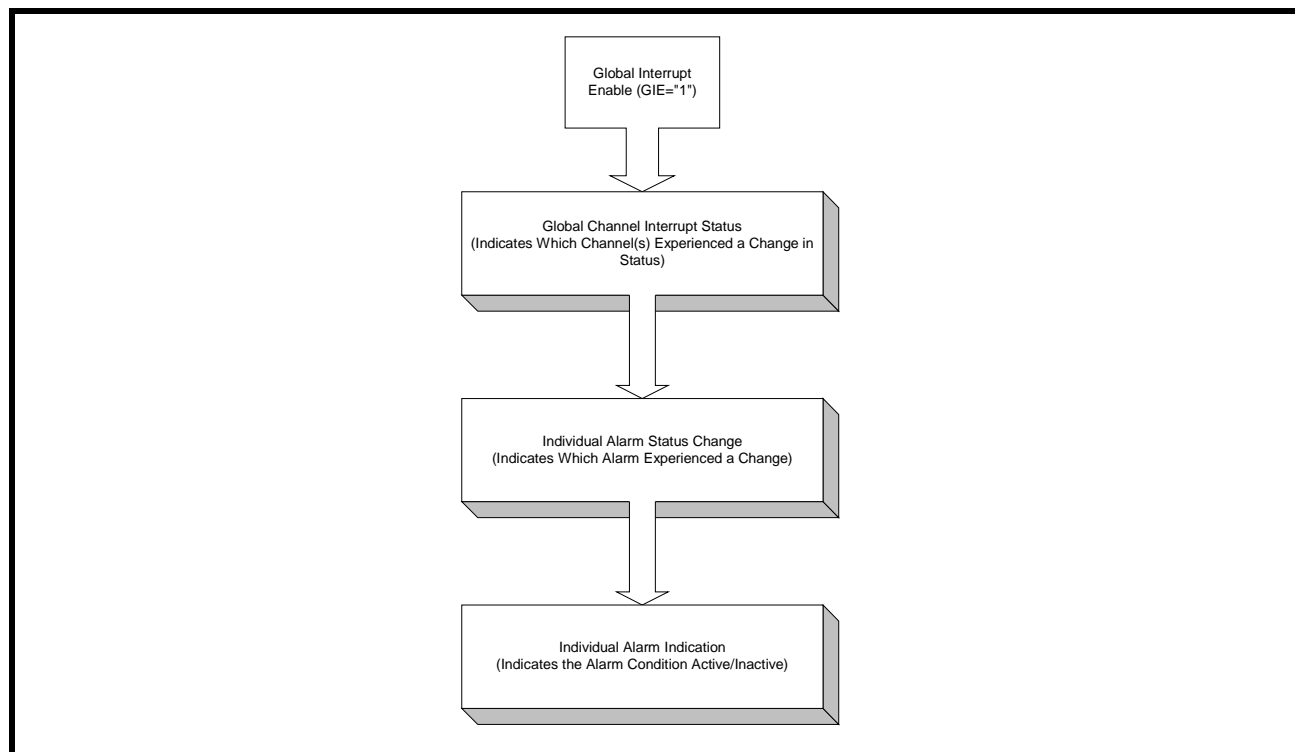 Global Interrupt
Enable (GIE="1")
Global Channel Interrupt Status
(Indicates Which Channel(s) Experienced a Change in
Status)
Individual Alarm Status Change
(Indicates Which Alarm Experienced a Change)
Individual Alarm Indication
(Indicates the Alarm Condition Active/Inactive)